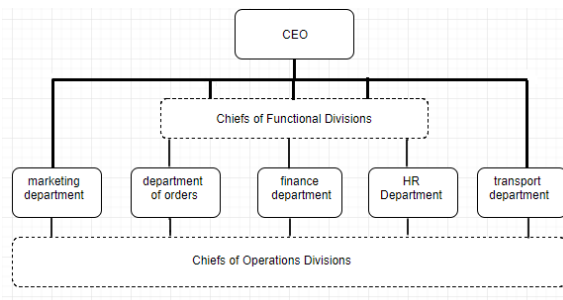 CEO
Chiefs of Functional Divisions
marketing
department
department
of orders
finance
department
HR
Department
transport
department
Chiefs of Operations Divisions